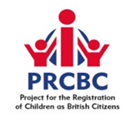 PRCBC
Project for the Registration
of Children as British Citizens